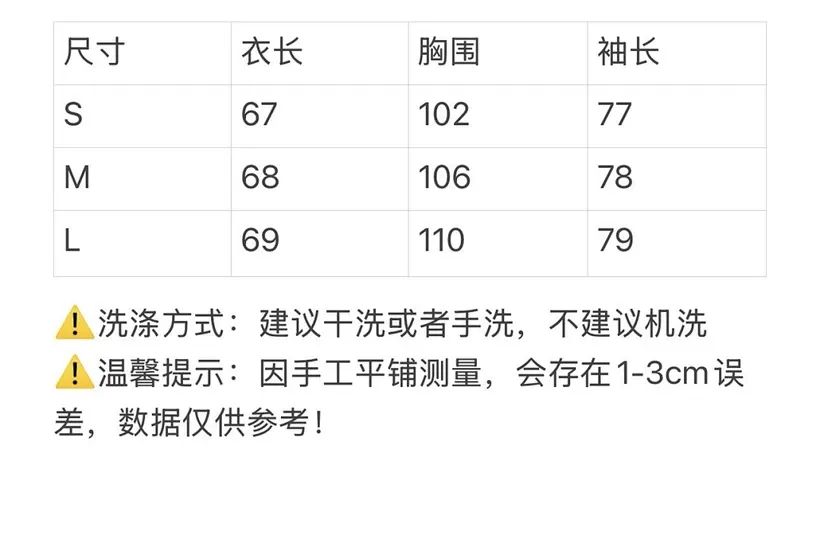 尺寸 衣长 胸围 袖长
S 67 102 77
M 68 106 78
L 69 110 79
⚠️洗涤方式：建议干洗或者手洗，不建议机洗
⚠️温馨提示：因手工平铺测量，会存在1-3cm误
差，数据仅供参考！